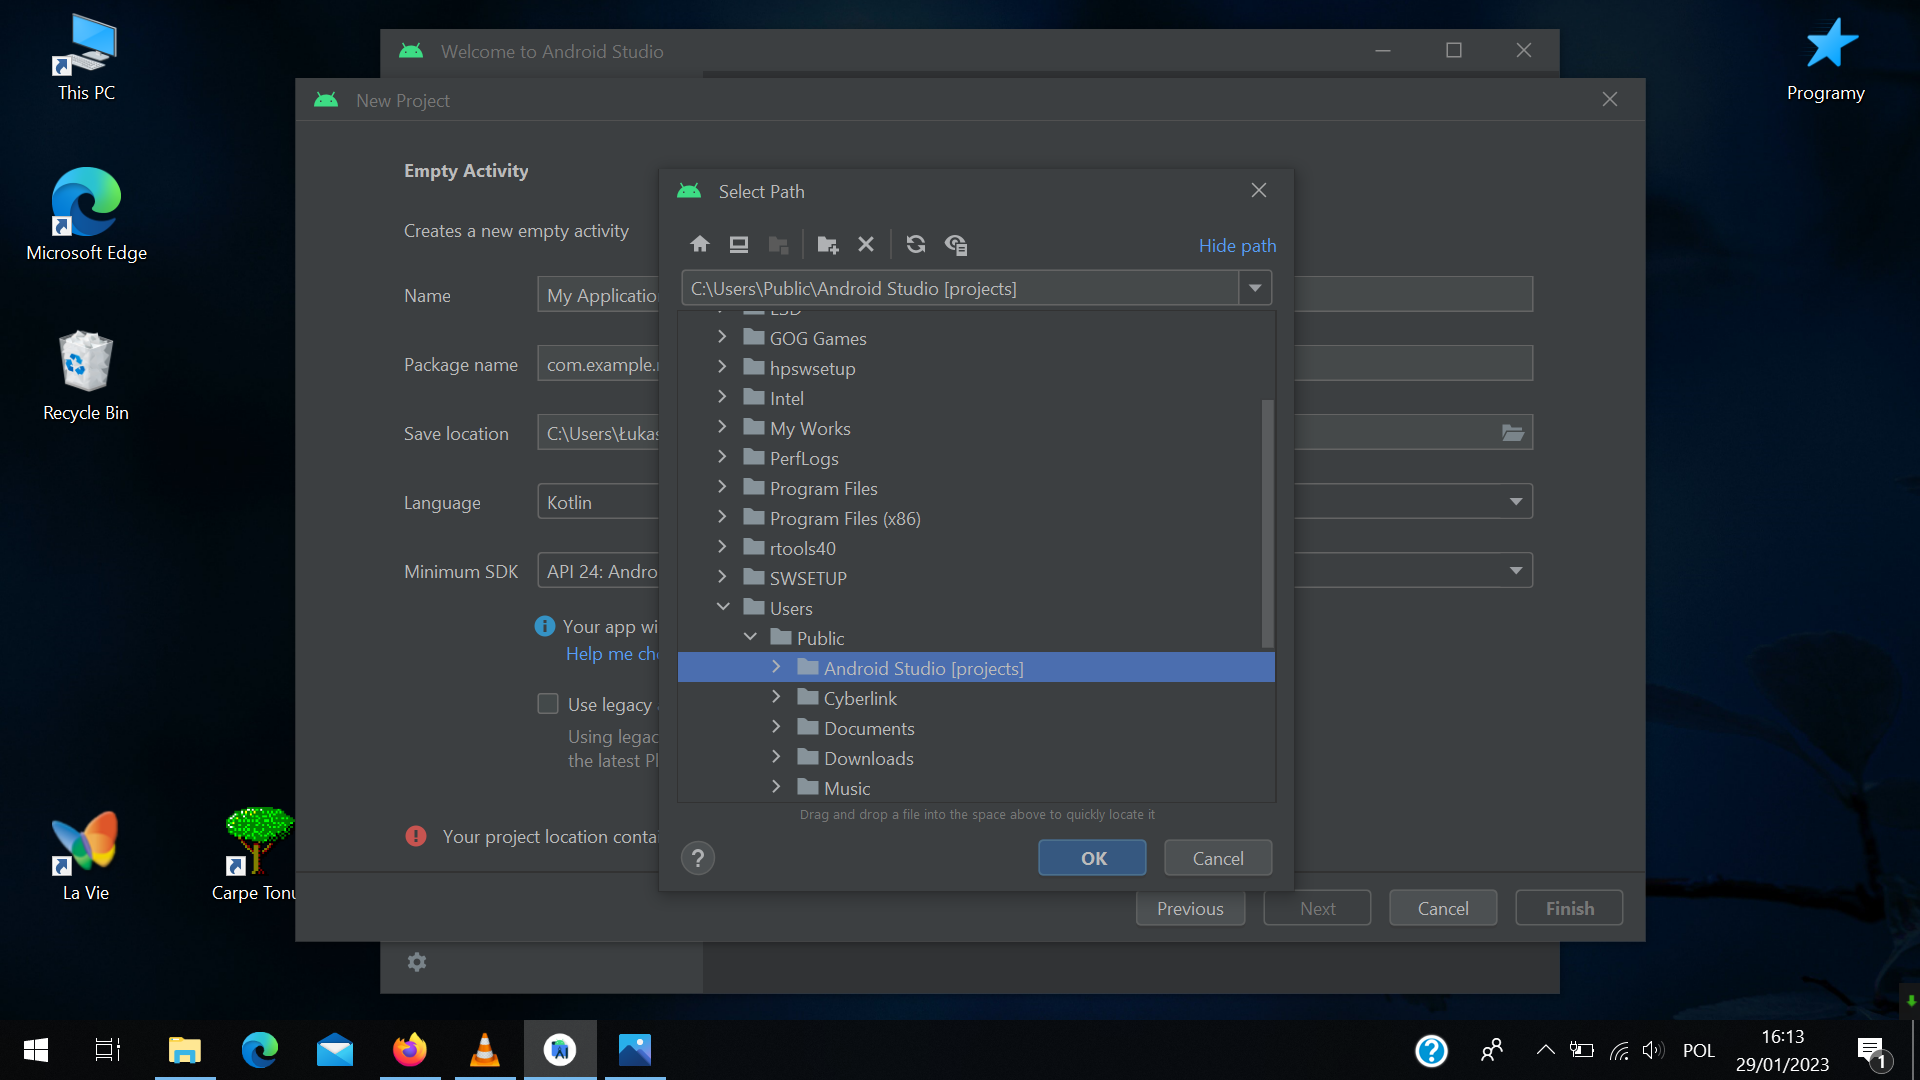 This PC
Microsoft Edge
Recycle Bin
La Vie
Carpe Tonu
Programy
Welcome to Android Studio
New Project
Empty Activity
Creates a new empty activity
Name
My Applicatio
Package name
com.example.
Save location
C:\Users\Łukas
Language
Kotlin
Minimum SDK
API 24: Andro
Your app wi
Help me cho
Use legacy
Using legac
the latest Pl
Your project location conta
Previous
Next
Cancel
Finish
Select Path
Hide path
C:\Users\Public\Android Studio [projects]
GOG Games
hpswsetup
Intel
My Works
PerfLogs
Program Files
Program Files (x86)
rtools40
SWSETUP
Users
Public
Android Studio [projects]
Cyberlink
Documents
Downloads
Music
Drag and drop a file into the space above to quickly locate it
?
OK
Cancel
POL
16:13
29/01/2023
1